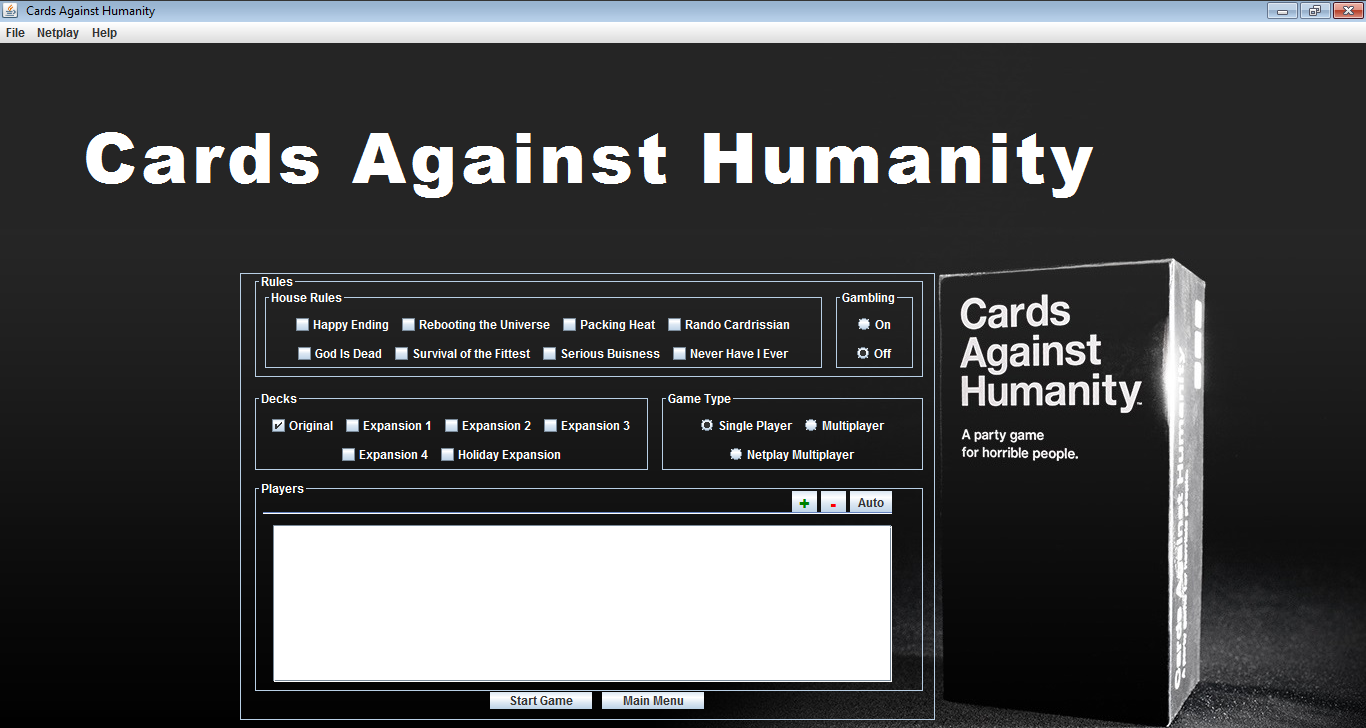 Cards Against Humanity
File Netplay Help
Cards Against Humanity
Rules
House Rules
Happy Ending Rebooting the Universe Packing Heat Rando Cardrissian
God Is Dead Survival of the Fittest Serious Buisness Never Have I Ever
Gambling
On
Off
Decks
Original Expansion 1 Expansion 2 Expansion 3
Expansion 4 Holiday Expansion
Game Type
Single Player Multiplayer
Netplay Multiplayer
Players
+ - Auto
Start Game Main Menu
Cards
Against
Humanity™
A party game
for horrible people.
Cards Against Humanity